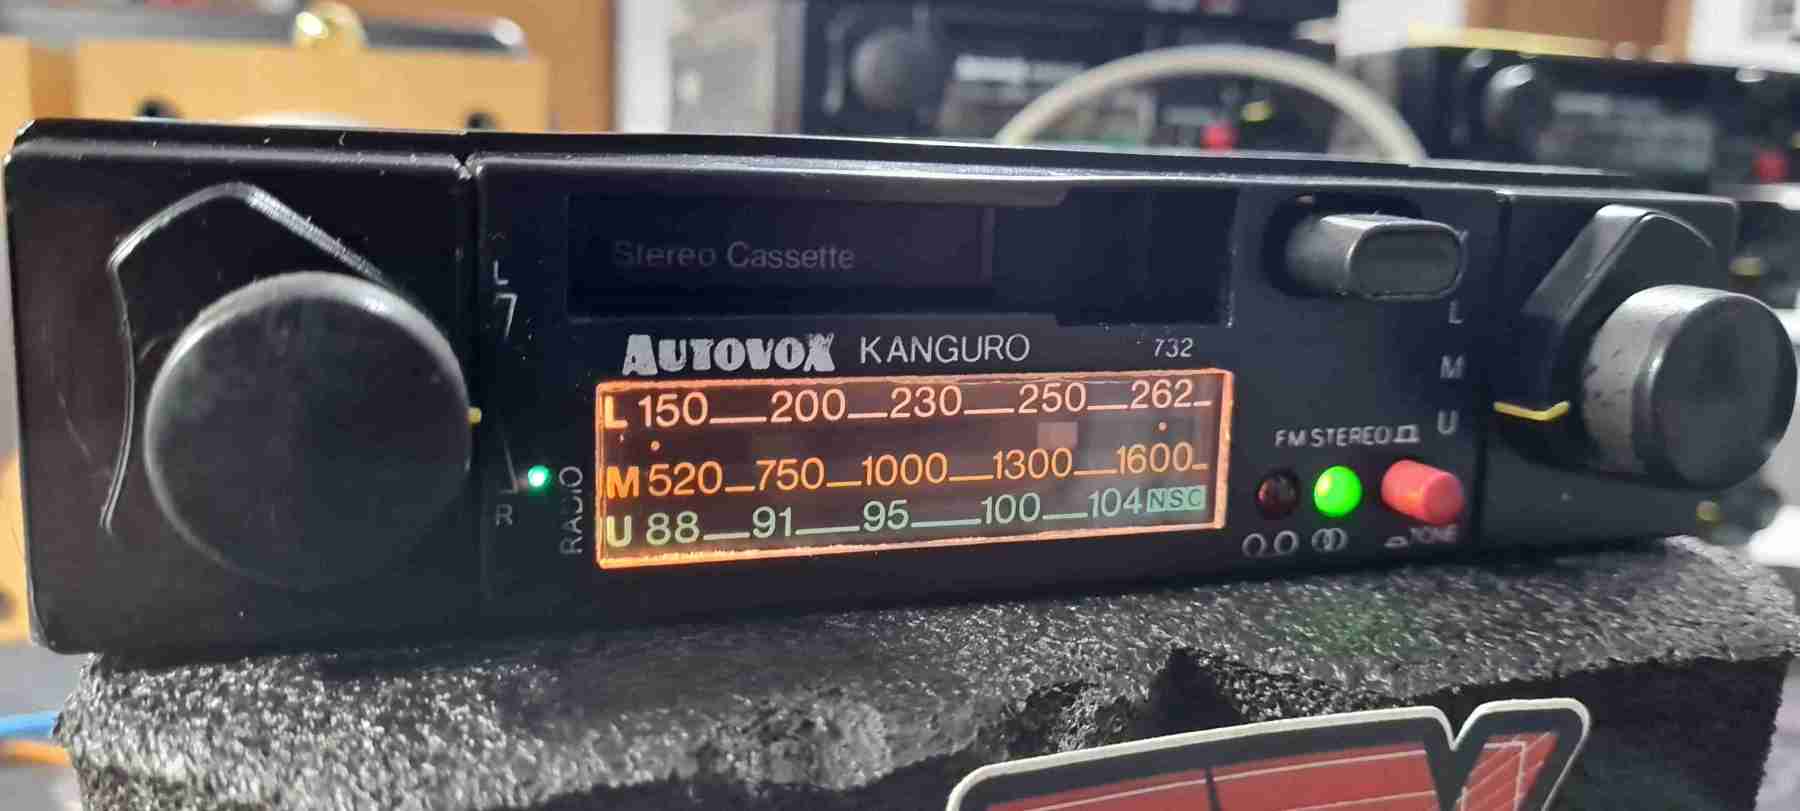 Stereo Cassette
AUTOVOX KANGURO 732
L 150 200 230 250 262
M 520 750 1000 1300 1600
U 88 91 95 100 104 NSC
L
R
RADIO
L
M
U
FM STEREO
TONE